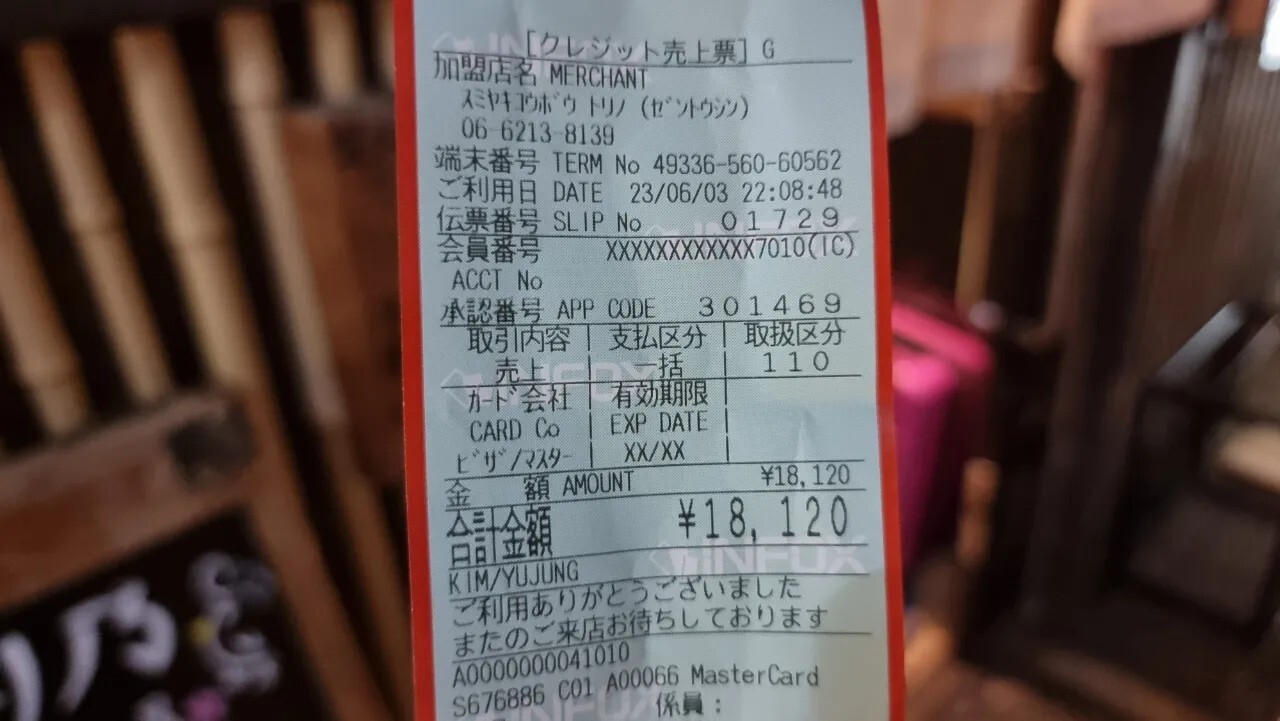 [クレジット売上票] G
加盟店名 MERCHANT
ｽﾐﾔｷｺｳﾎﾞｳ ﾄﾘﾉ (ｾﾞﾝﾄｳｼﾝ)
06-6213-8139
端末番号 TERM No 49336-560-60562
ご利用日 DATE 23/06/03 22:08:48
伝票番号 SLIP No 01729
会員番号 XXXXXXXXXXXX7010(IC)
ACCT No
承認番号 APP CODE 301469
取引内容 支払区分 取扱区分
売上 一括 110
ｶｰﾄﾞ会社 有効期限
CARD Co EXP DATE
ﾋﾞｻﾞ/ﾏｽﾀｰ XX/XX
金 額 AMOUNT ¥18,120
合計金額 ¥18,120
INFOX
KIM/YUJUNG
ご利用ありがとうございました
またのご来店お待ちしております
A0000000041010
S676886 C01 A00066 MasterCard
係員: